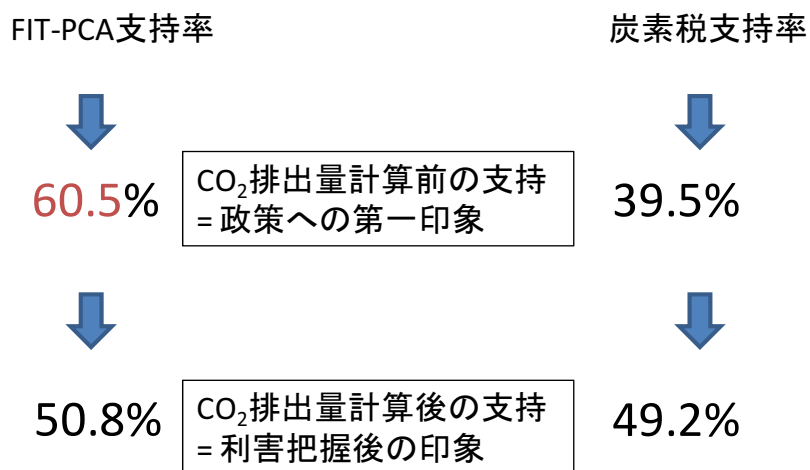 FIT-PCA支持率
炭素税支持率
60.5%
CO₂排出量計算前の支持
= 政策への第一印象
39.5%
50.8%
CO₂排出量計算後の支持
= 利害把握後の印象
49.2%